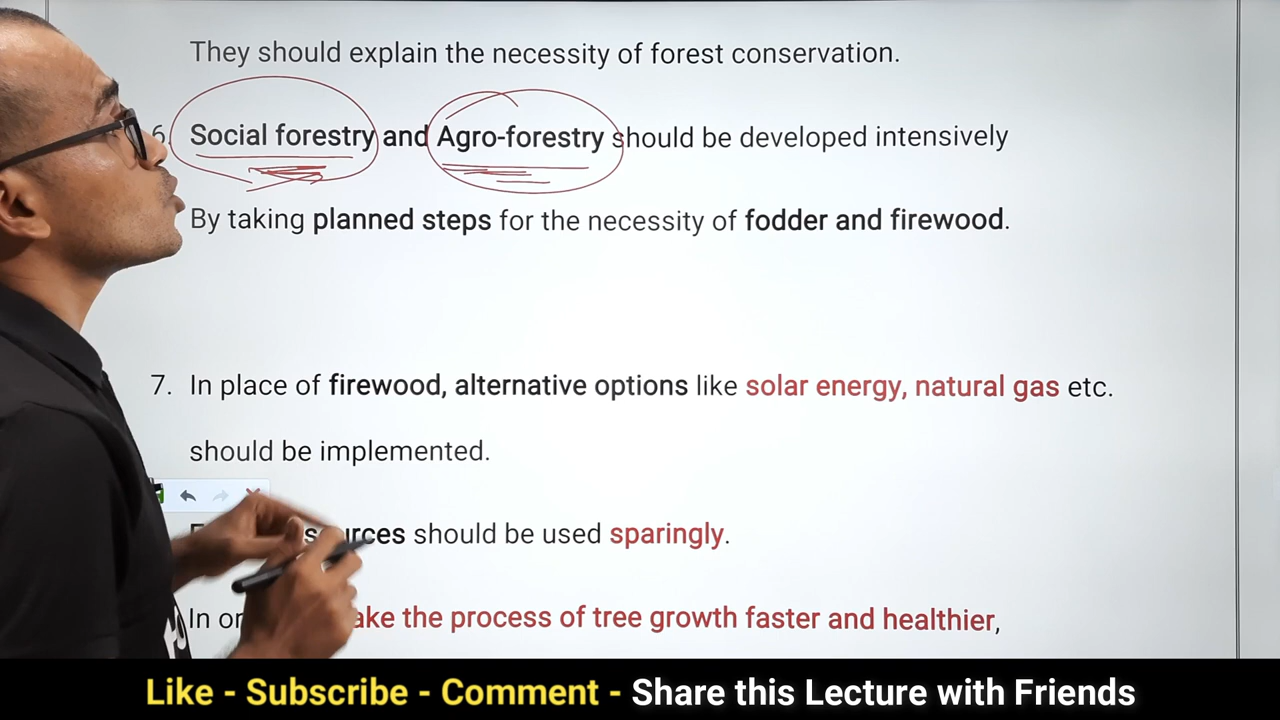 They should explain the necessity of forest conservation.
6. Social forestry and Agro-forestry should be developed intensively
By taking planned steps for the necessity of fodder and firewood.
7. In place of firewood, alternative options like solar energy, natural gas etc.
should be implemented.
should be used sparingly.
In the process of tree growth faster and healthier,
Like - Subscribe - Comment - Share this Lecture with Friends